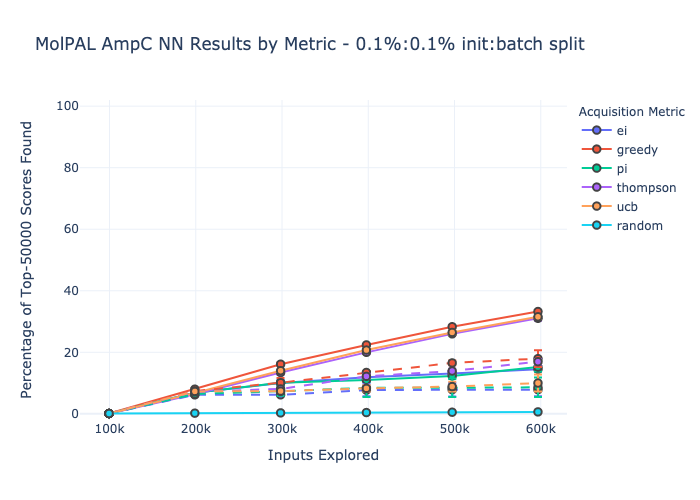 MolPAL AmpC NN Results by Metric - 0.1%:0.1% init:batch split
Percentage of Top-50000 Scores Found
100
80
60
40
20
0
100k
200k
300k
400k
500k
600k
Inputs Explored
Acquisition Metric
ei
greedy
pi
thompson
ucb
random